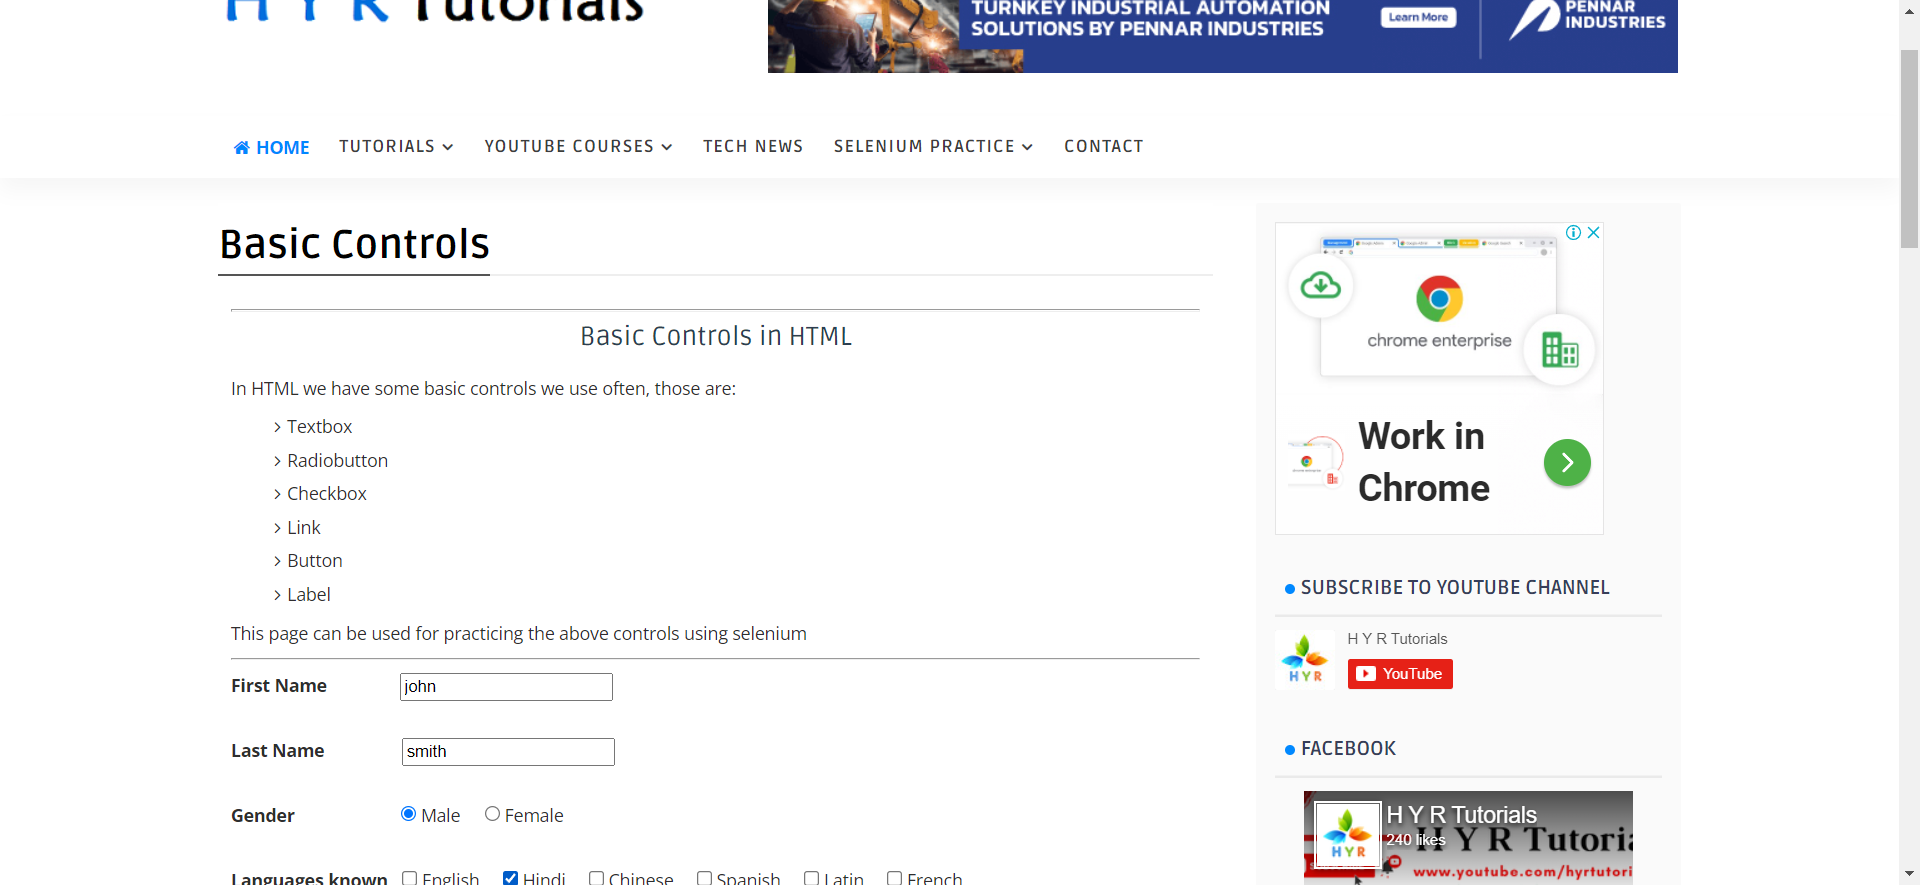 H Y R Tutorials
TURNKEY INDUSTRIAL AUTOMATION
SOLUTIONS BY PENNAR INDUSTRIES
Learn More
PENNAR
INDUSTRIES
HOME
TUTORIALS
YOUTUBE COURSES
TECH NEWS
SELENIUM PRACTICE
CONTACT
Basic Controls
Basic Controls in HTML
In HTML we have some basic controls we use often, those are:
Textbox
Radiobutton
Checkbox
Link
Button
Label
This page can be used for practicing the above controls using selenium
First Name
john
Last Name
smith
Gender
Male
Female
Languages known
English
Hindi
Chinese
Spanish
Latin
French
chrome enterprise
Work in
Chrome
SUBSCRIBE TO YOUTUBE CHANNEL
HYR
H Y R Tutorials
YouTube
FACEBOOK
H Y R Tutorials
240 likes
HYR
H Y R Tutoria
www.youtube.com/hyrtutori